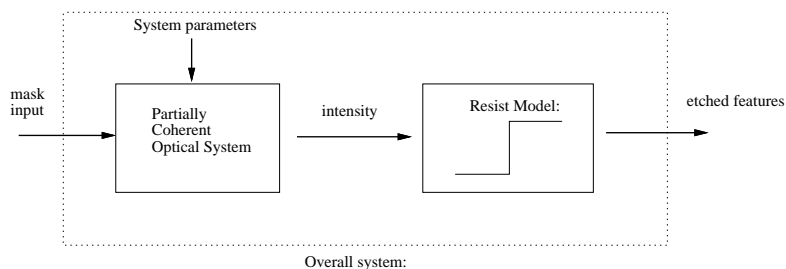 System parameters
mask
input
Partially
Coherent
Optical System
intensity
Resist Model:
etched features
Overall system: